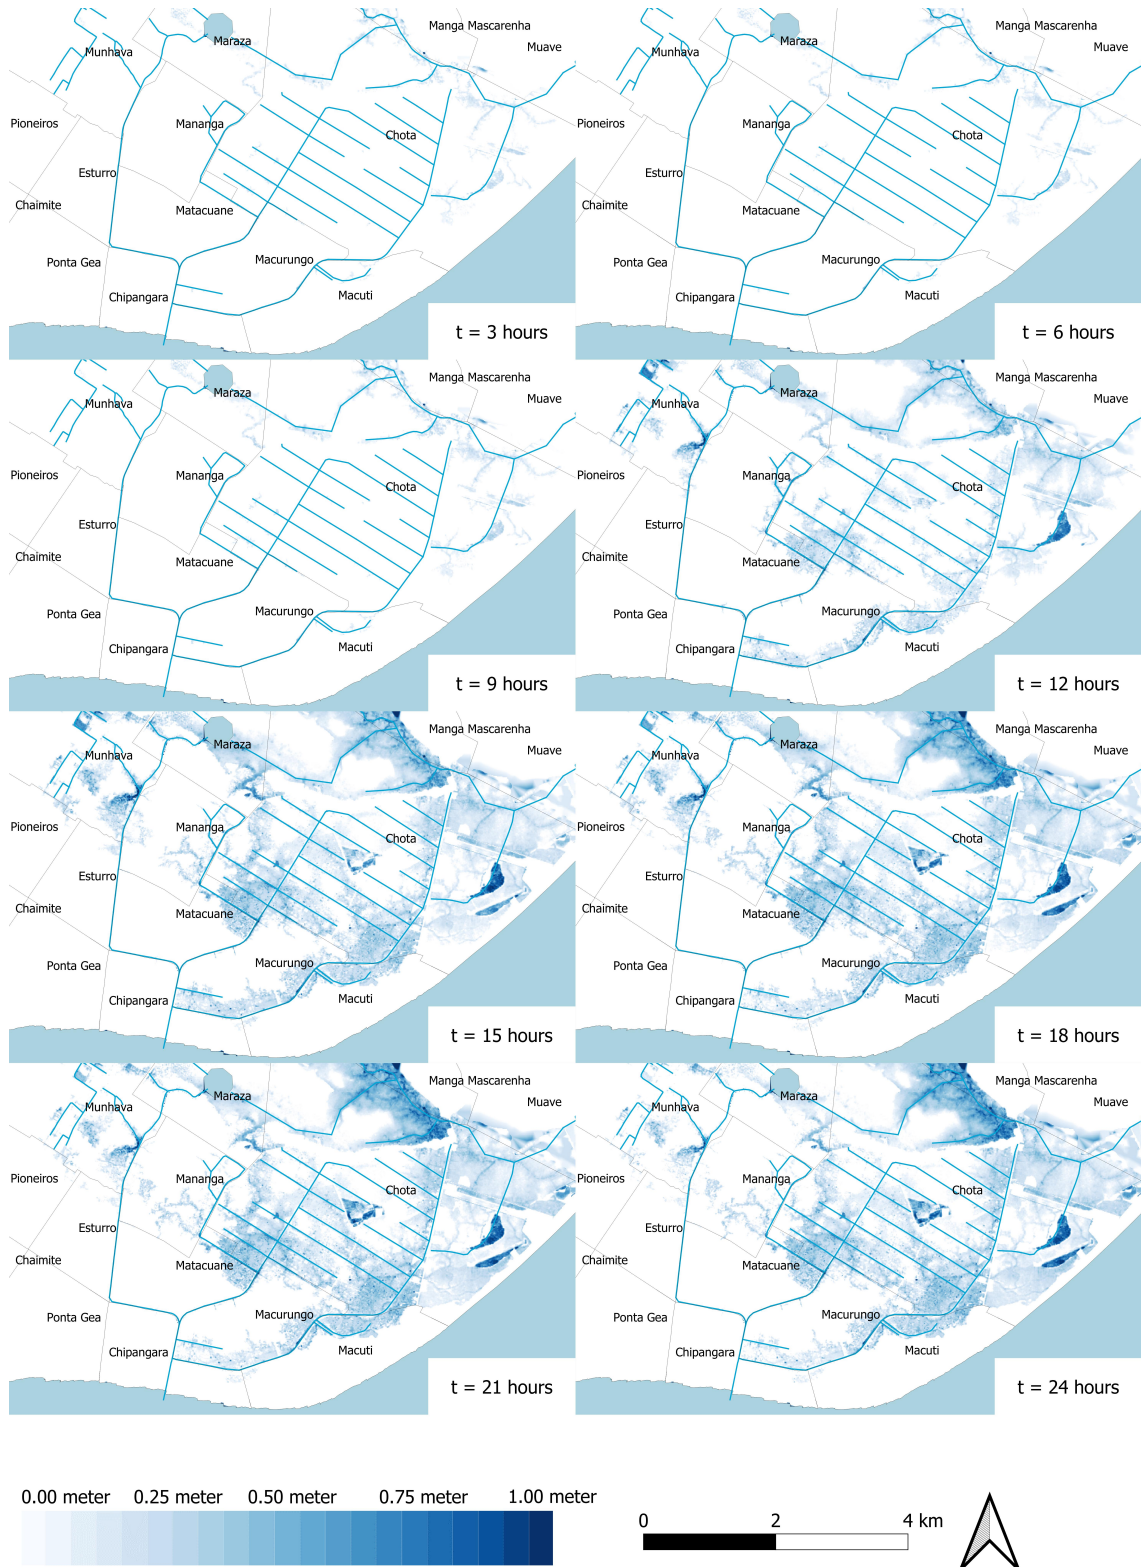 Manga Mascarenha
Maraza
Munhava
Muave
Pioneiros
Mananga
Chota
Esturro
Chaimite
Matacuane
Ponta Gea
Macurungo
Chipangara
Macuti
t = 3 hours
Manga Mascarenha
Maraza
Munhava
Muave
Pioneiros
Mananga
Chota
Esturro
Chaimite
Matacuane
Ponta Gea
Macurungo
Chipangara
Macuti
t = 6 hours
Manga Mascarenha
Maraza
Munhava
Muave
Pioneiros
Mananga
Chota
Esturro
Chaimite
Matacuane
Ponta Gea
Macurungo
Chipangara
Macuti
t = 9 hours
Manga Mascarenha
Maraza
Munhava
Muave
Pioneiros
Mananga
Chota
Esturro
Chaimite
Matacuane
Ponta Gea
Macurungo
Chipangara
Macuti
t = 12 hours
Manga Mascarenha
Maraza
Munhava
Muave
Pioneiros
Mananga
Chota
Esturro
Chaimite
Matacuane
Ponta Gea
Macurungo
Chipangara
Macuti
t = 15 hours
Manga Mascarenha
Maraza
Munhava
Muave
Pioneiros
Mananga
Chota
Esturro
Chaimite
Matacuane
Ponta Gea
Macurungo
Chipangara
Macuti
t = 18 hours
Manga Mascarenha
Maraza
Munhava
Muave
Pioneiros
Mananga
Chota
Esturro
Chaimite
Matacuane
Ponta Gea
Macurungo
Chipangara
Macuti
t = 21 hours
Manga Mascarenha
Maraza
Munhava
Muave
Pioneiros
Mananga
Chota
Esturro
Chaimite
Matacuane
Ponta Gea
Macurungo
Chipangara
Macuti
t = 24 hours
0.00 meter 0.25 meter 0.50 meter 0.75 meter 1.00 meter
0 2 4 km